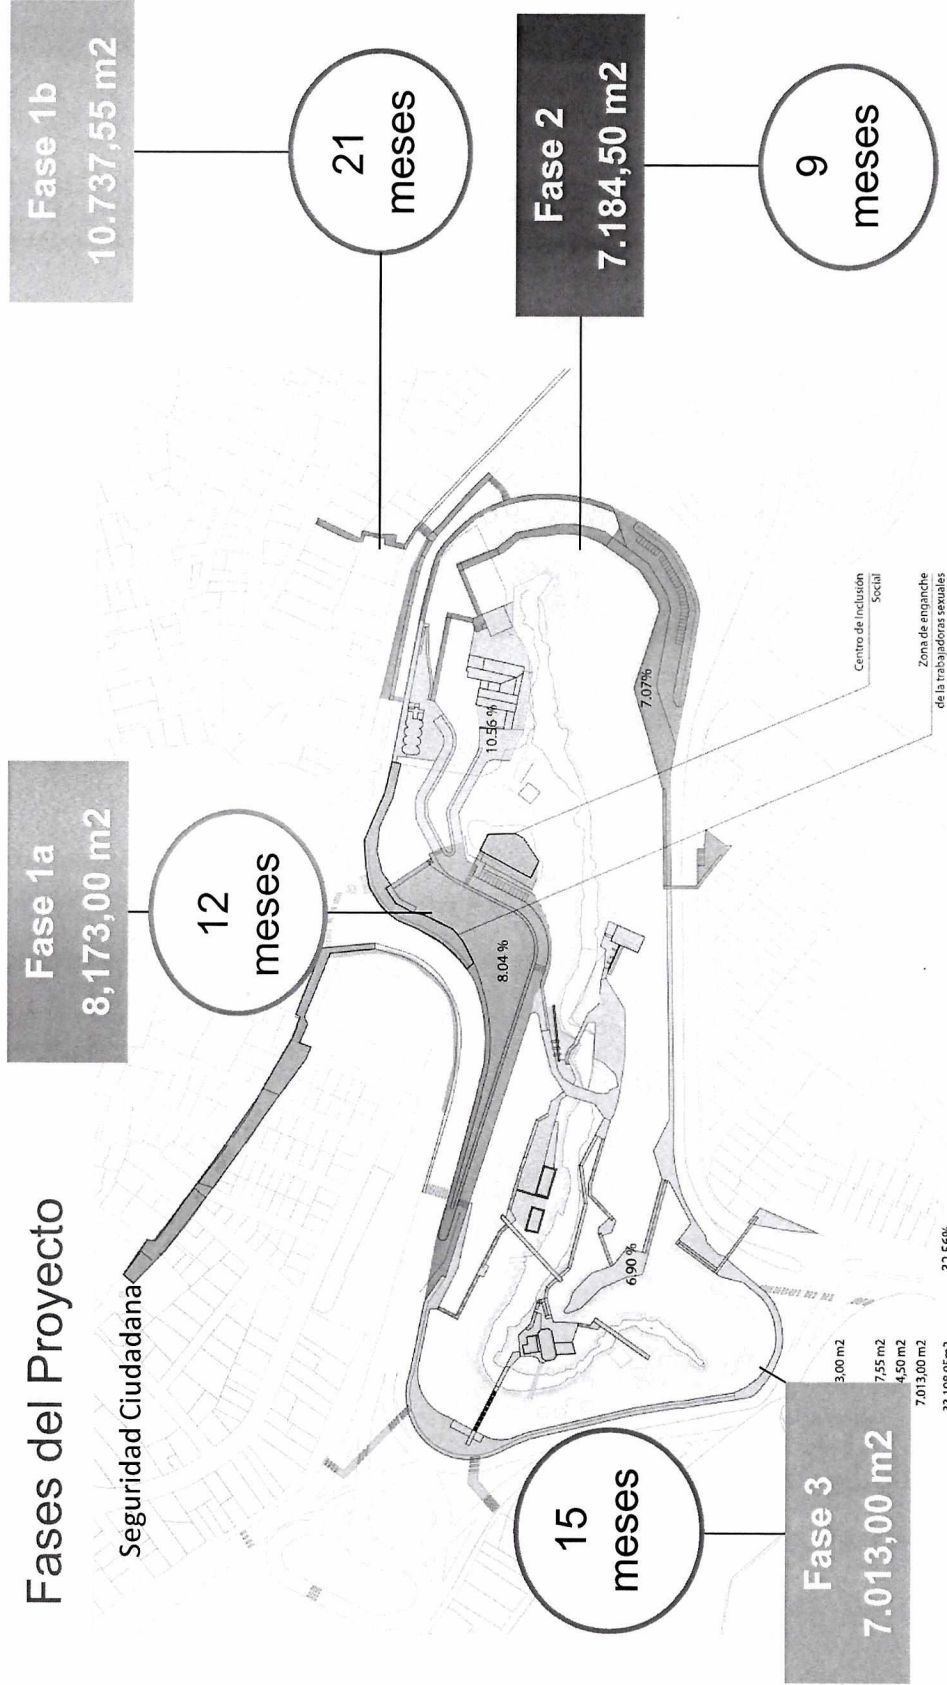 Fases del Proyecto
Seguridad Ciudadana
Fase 1a
8,173,00 m2
12
meses
Fase 1b
10.737,55 m2
21
meses
Fase 2
7.184,50 m2
9
meses
8.04 %
10.56 %
7.07%
6.90 %
Centro de Inclusión
Social
Zona de enganche
de la trabajadoras sexuales
15
meses
Fase 3
7.013,00 m2
3,00 m2
7,55 m2
4,50 m2
7.013,00 m2